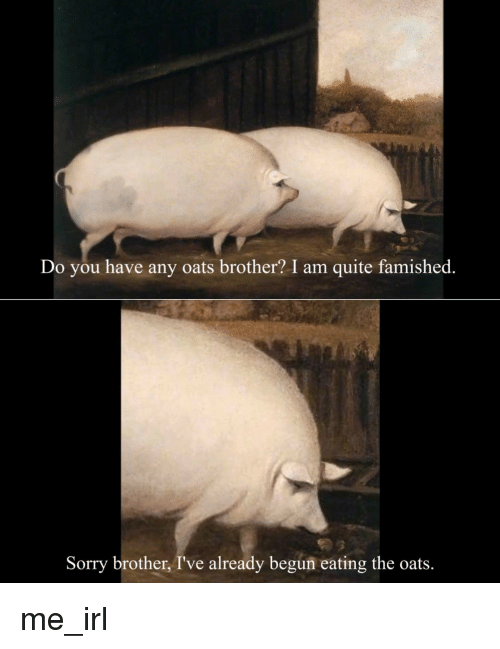 Do you have any oats brother? I am quite famished.
Sorry brother, I've already begun eating the oats.
me_irl